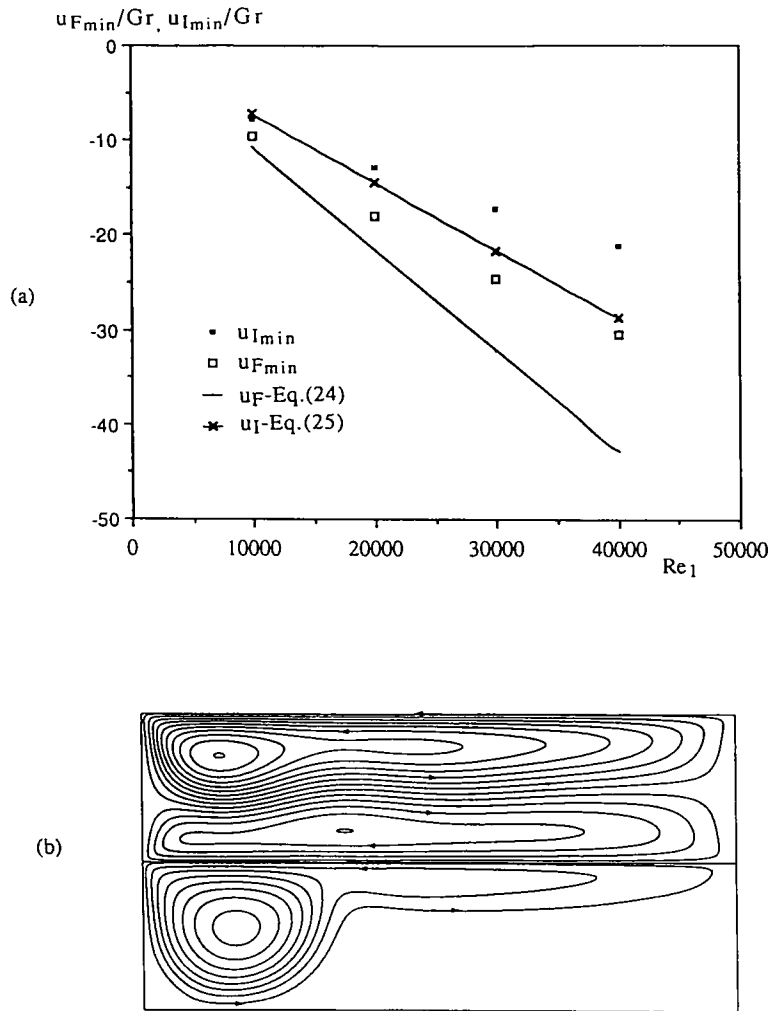 uFmin/Gr, uImin/Gr
0
-10
-20
-30
-40
-50
(a)
uImin
uFmin
uF-Eq.(24)
uI-Eq.(25)
0 10000 20000 30000 40000 50000
Re1
(b)